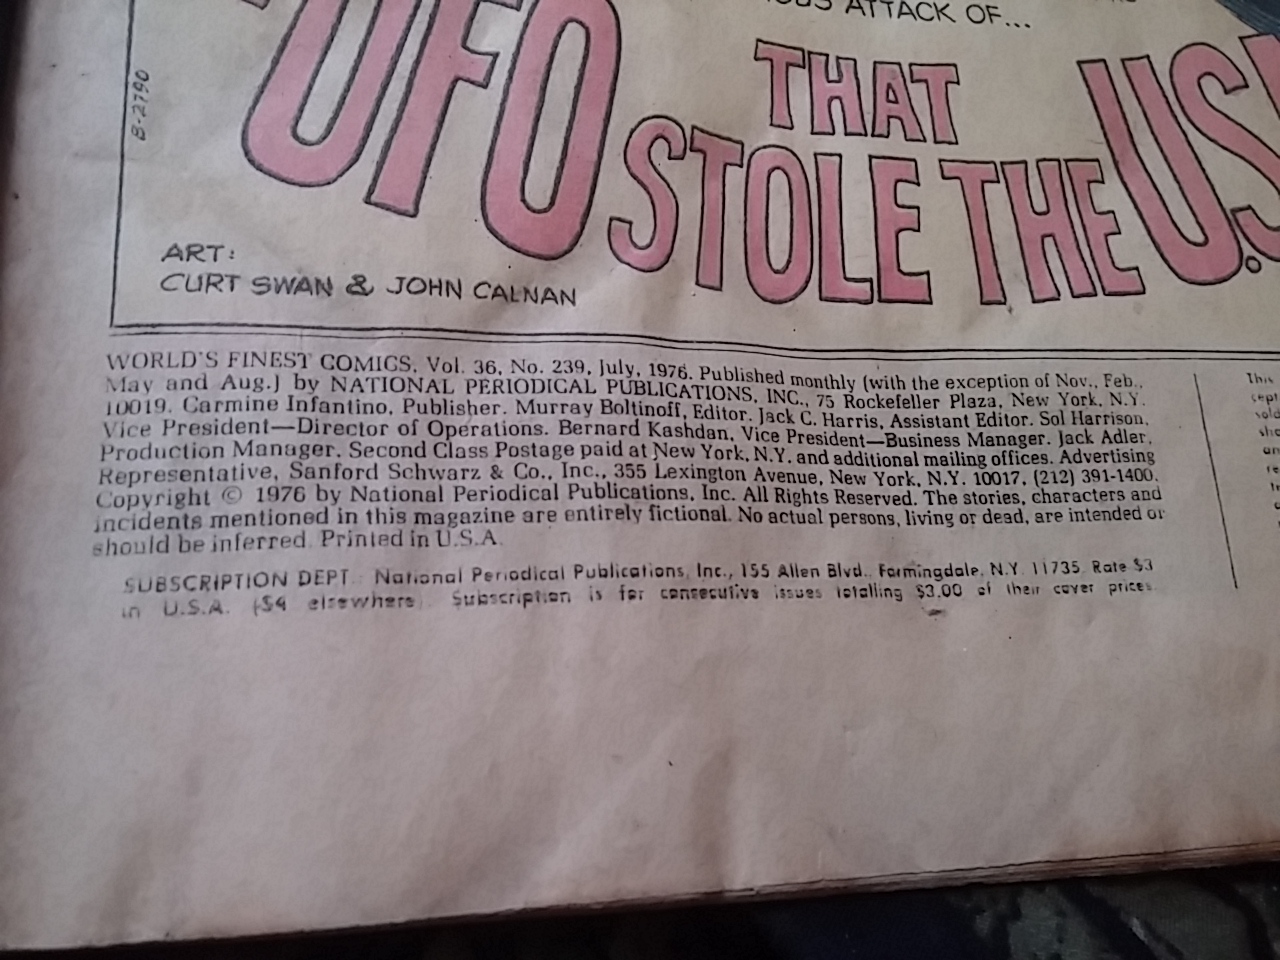 ATTACK OF...
UFO
THAT
STOLE THE U.S.
B-2790
ART:
CURT SWAN & JOHN CALNAN
WORLD'S FINEST COMICS, Vol. 36, No. 239, July, 1976. Published monthly (with the exception of Nov., Feb.,
May and Aug.) by NATIONAL PERIODICAL PUBLICATIONS, INC., 75 Rockefeller Plaza, New York, N.Y.
10019. Carmine Infantino, Publisher. Murray Boltinoff, Editor. Jack C. Harris, Assistant Editor. Sol Harrison,
Vice President—Director of Operations. Bernard Kashdan, Vice President—Business Manager. Jack Adler,
Production Manager. Second Class Postage paid at New York, N.Y. and additional mailing offices. Advertising
Representative, Sanford Schwarz & Co., Inc., 355 Lexington Avenue, New York, N.Y. 10017, (212) 391-1400.
Copyright © 1976 by National Periodical Publications, Inc. All Rights Reserved. The stories, characters and
incidents mentioned in this magazine are entirely fictional. No actual persons, living or dead, are intended or
should be inferred. Printed in U.S.A.
SUBSCRIPTION DEPT.: National Periodical Publications, Inc., 155 Allen Blvd., Farmingdale, N.Y. 11735. Rate $3
in U.S.A. ($4 elsewhere). Subscription is for consecutive issues totalling $3.00 of their cover prices.
This